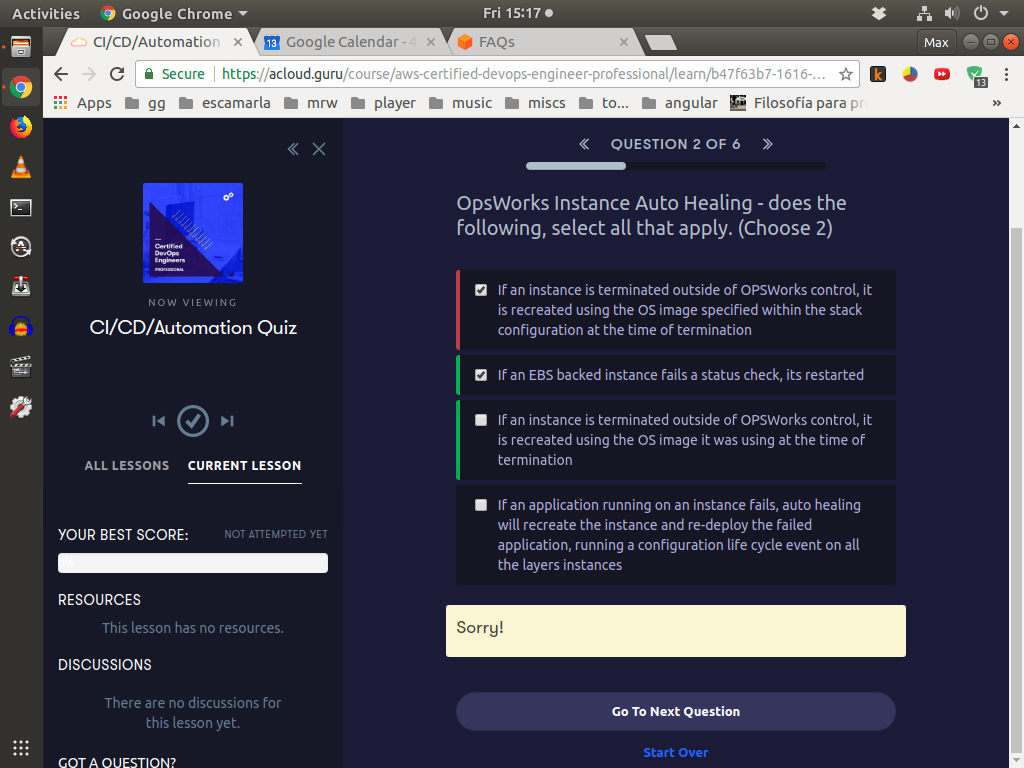 Activities
Google Chrome
Fri 15:17
CI/CD/Automation
Google Calendar - 4
FAQs
Max
Secure
https://acloud.guru/course/aws-certified-devops-engineer-professional/learn/b47f63b7-1616-...
13
Apps
gg
escamarla
mrw
player
music
miscs
to...
angular
Filosofía para pr
»
QUESTION 2 OF 6
OpsWorks Instance Auto Healing - does the
following, select all that apply. (Choose 2)
If an instance is terminated outside of OPSWorks control, it
is recreated using the OS image specified within the stack
configuration at the time of termination
If an EBS backed instance fails a status check, its restarted
If an instance is terminated outside of OPSWorks control, it
is recreated using the OS image it was using at the time of
termination
If an application running on an instance fails, auto healing
will recreate the instance and re-deploy the failed
application, running a configuration life cycle event on all
the layers instances
Sorry!
Go To Next Question
Start Over
Certified
DevOps
Engineers
PROFESSIONAL
NOW VIEWING
CI/CD/Automation Quiz
ALL LESSONS
CURRENT LESSON
YOUR BEST SCORE:
NOT ATTEMPTED YET
RESOURCES
This lesson has no resources.
DISCUSSIONS
There are no discussions for
this lesson yet.
GOT A QUESTION?